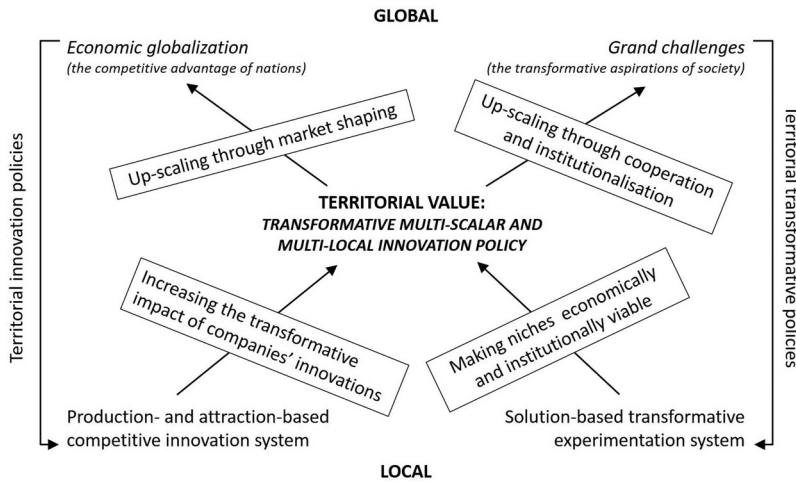 GLOBAL
Economic globalization
(the competitive advantage of nations)
Grand challenges
(the transformative aspirations of society)
Up-scaling through market shaping
Up-scaling through cooperation
and institutionalisation
Territorial innovation policies
Territorial transformative policies
TERRITORIAL VALUE:
TRANSFORMATIVE MULTI-SCALAR AND
MULTI-LOCAL INNOVATION POLICY
Increasing the transformative
impact of companies’ innovations
Making niches economically
and institutionally viable
Production- and attraction-based
competitive innovation system
Solution-based transformative
experimentation system
LOCAL